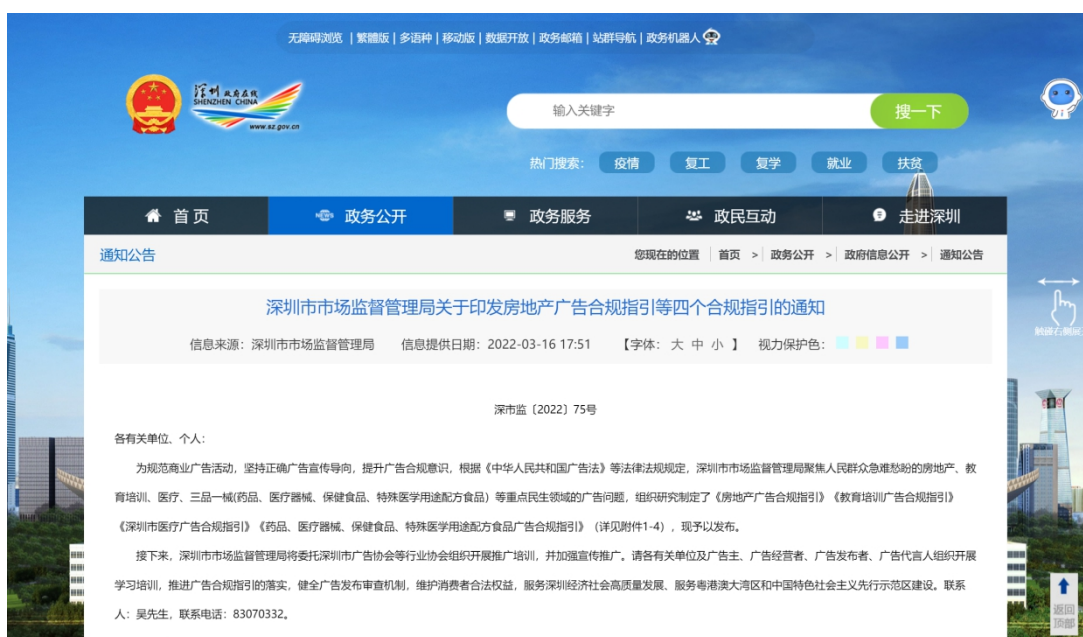 无障碍浏览 | 繁體版 | 多语种 | 移动版 | 数据开放 | 政务邮箱 | 站群导航 | 政务机器人
深圳 政府在线
SHENZHEN CHINA
www.sz.gov.cn
输入关键字
搜一下
热门搜索： 疫情 复工 复学 就业 扶贫
首页 政务公开 政务服务 政民互动 走进深圳
通知公告
您现在的位置 首页 > 政务公开 > 政府信息公开 > 通知公告
深圳市市场监督管理局关于印发房地产广告合规指引等四个合规指引的通知
信息来源：深圳市市场监督管理局 信息提供日期：2022-03-16 17:51 【字体：大 中 小 】 视力保护色：
深市监〔2022〕75号
各有关单位、个人：
为规范商业广告活动，坚持正确广告宣传导向，提升广告合规意识，根据《中华人民共和国广告法》等法律法规规定，深圳市市场监督管理局聚焦人民群众急难愁盼的房地产、教
育培训、医疗、三品一械(药品、医疗器械、保健食品、特殊医学用途配方食品）等重点民生领域的广告问题，组织研究制定了《房地产广告合规指引》《教育培训广告合规指引》
《深圳市医疗广告合规指引》《药品、医疗器械、保健食品、特殊医学用途配方食品广告合规指引》（详见附件1-4），现予以发布。
接下来，深圳市市场监督管理局将委托深圳市广告协会等行业协会组织开展推广培训，并加强宣传推广。请各有关单位及广告主、广告经营者、广告发布者、广告代言人组织开展
学习培训，推进广告合规指引的落实，健全广告发布审查机制，维护消费者合法权益，服务深圳经济社会高质量发展、服务粤港澳大湾区和中国特色社会主义先行示范区建设。联系
人：吴先生，联系电话：83070332。
返回
顶部